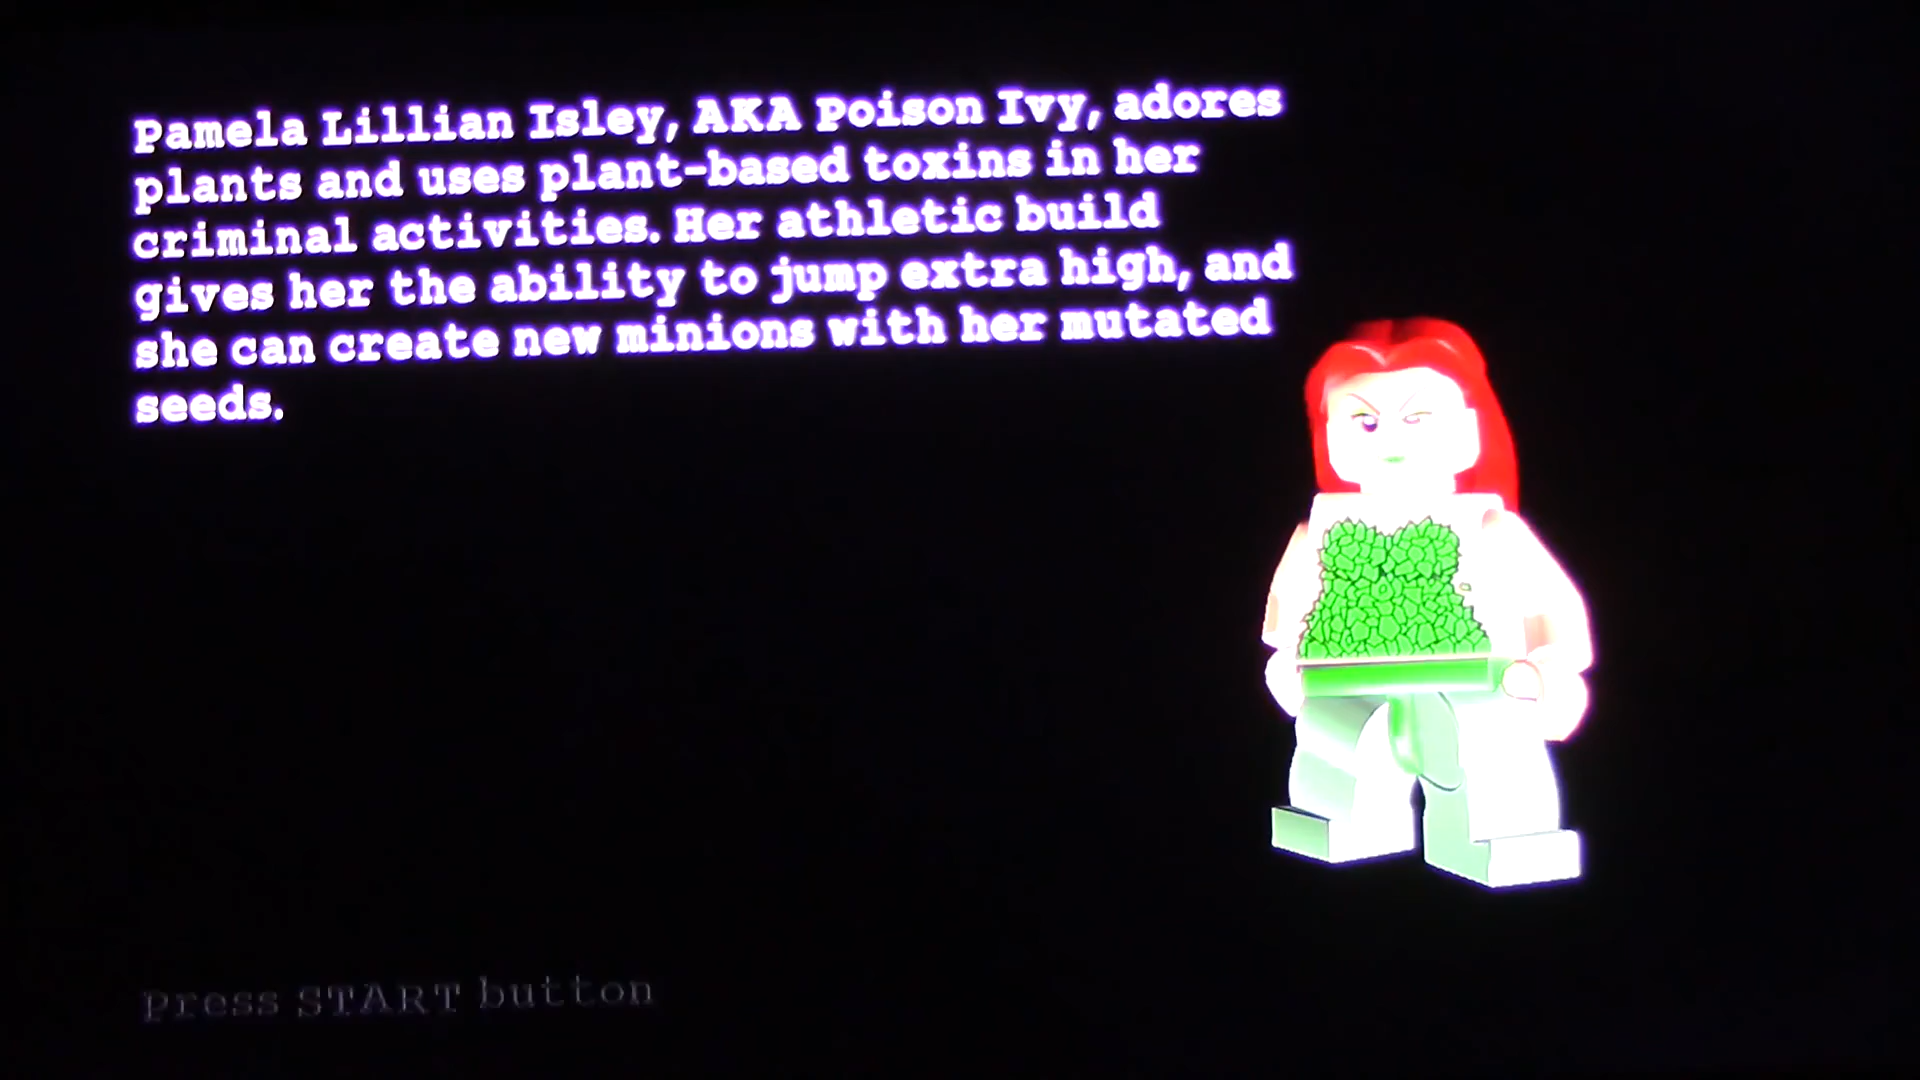 Pamela Lillian Isley, AKA Poison Ivy, adores
plants and uses plant-based toxins in her
criminal activities. Her athletic build
gives her the ability to jump extra high, and
she can create new minions with her mutated
seeds.
Press START button